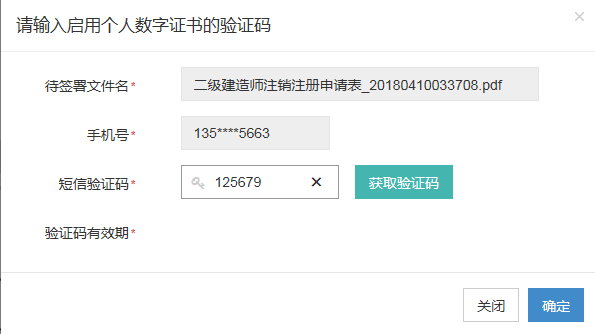 请输入启用个人数字证书的验证码
待签署文件名* 二级建造师注销注册申请表_20180410033708.pdf
手机号* 135****5663
短信验证码* 125679 获取验证码
验证码有效期*
关闭 确定